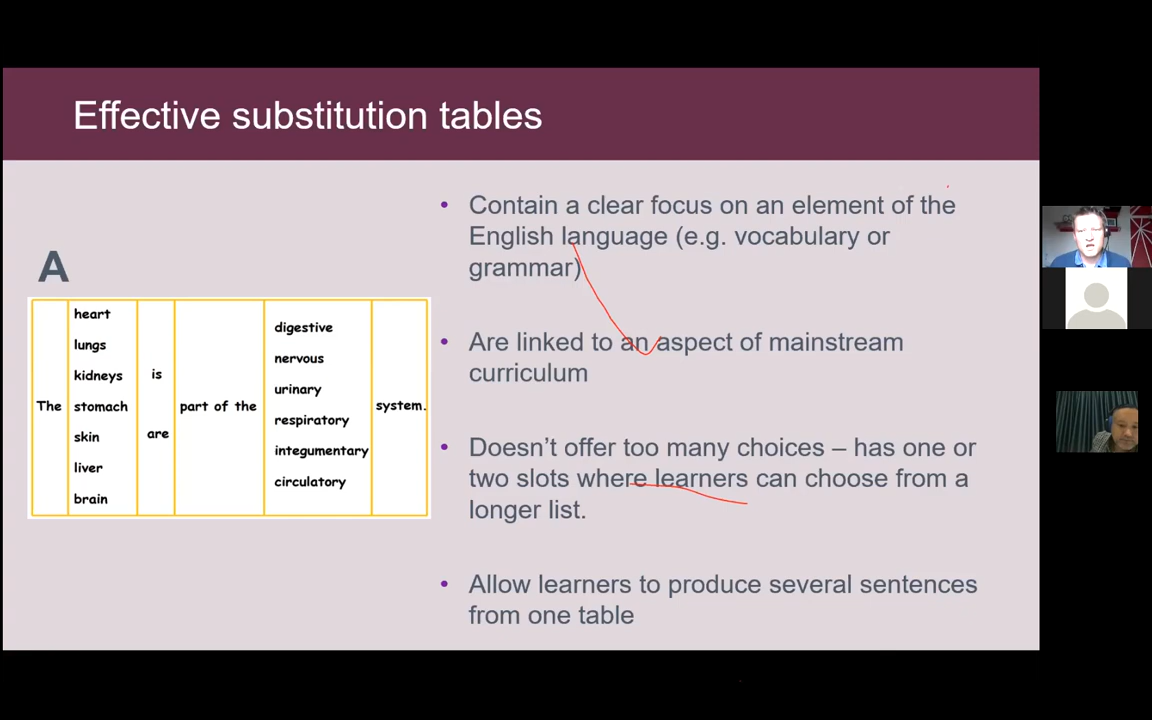 Effective substitution tables
A
The
heart
lungs
kidneys
stomach
skin
liver
brain
is
are
part of the
digestive
nervous
urinary
respiratory
integumentary
circulatory
system.
• Contain a clear focus on an element of the
English language (e.g. vocabulary or
grammar)
• Are linked to an aspect of mainstream
curriculum
• Doesn’t offer too many choices – has one or
two slots where learners can choose from a
longer list.
• Allow learners to produce several sentences
from one table